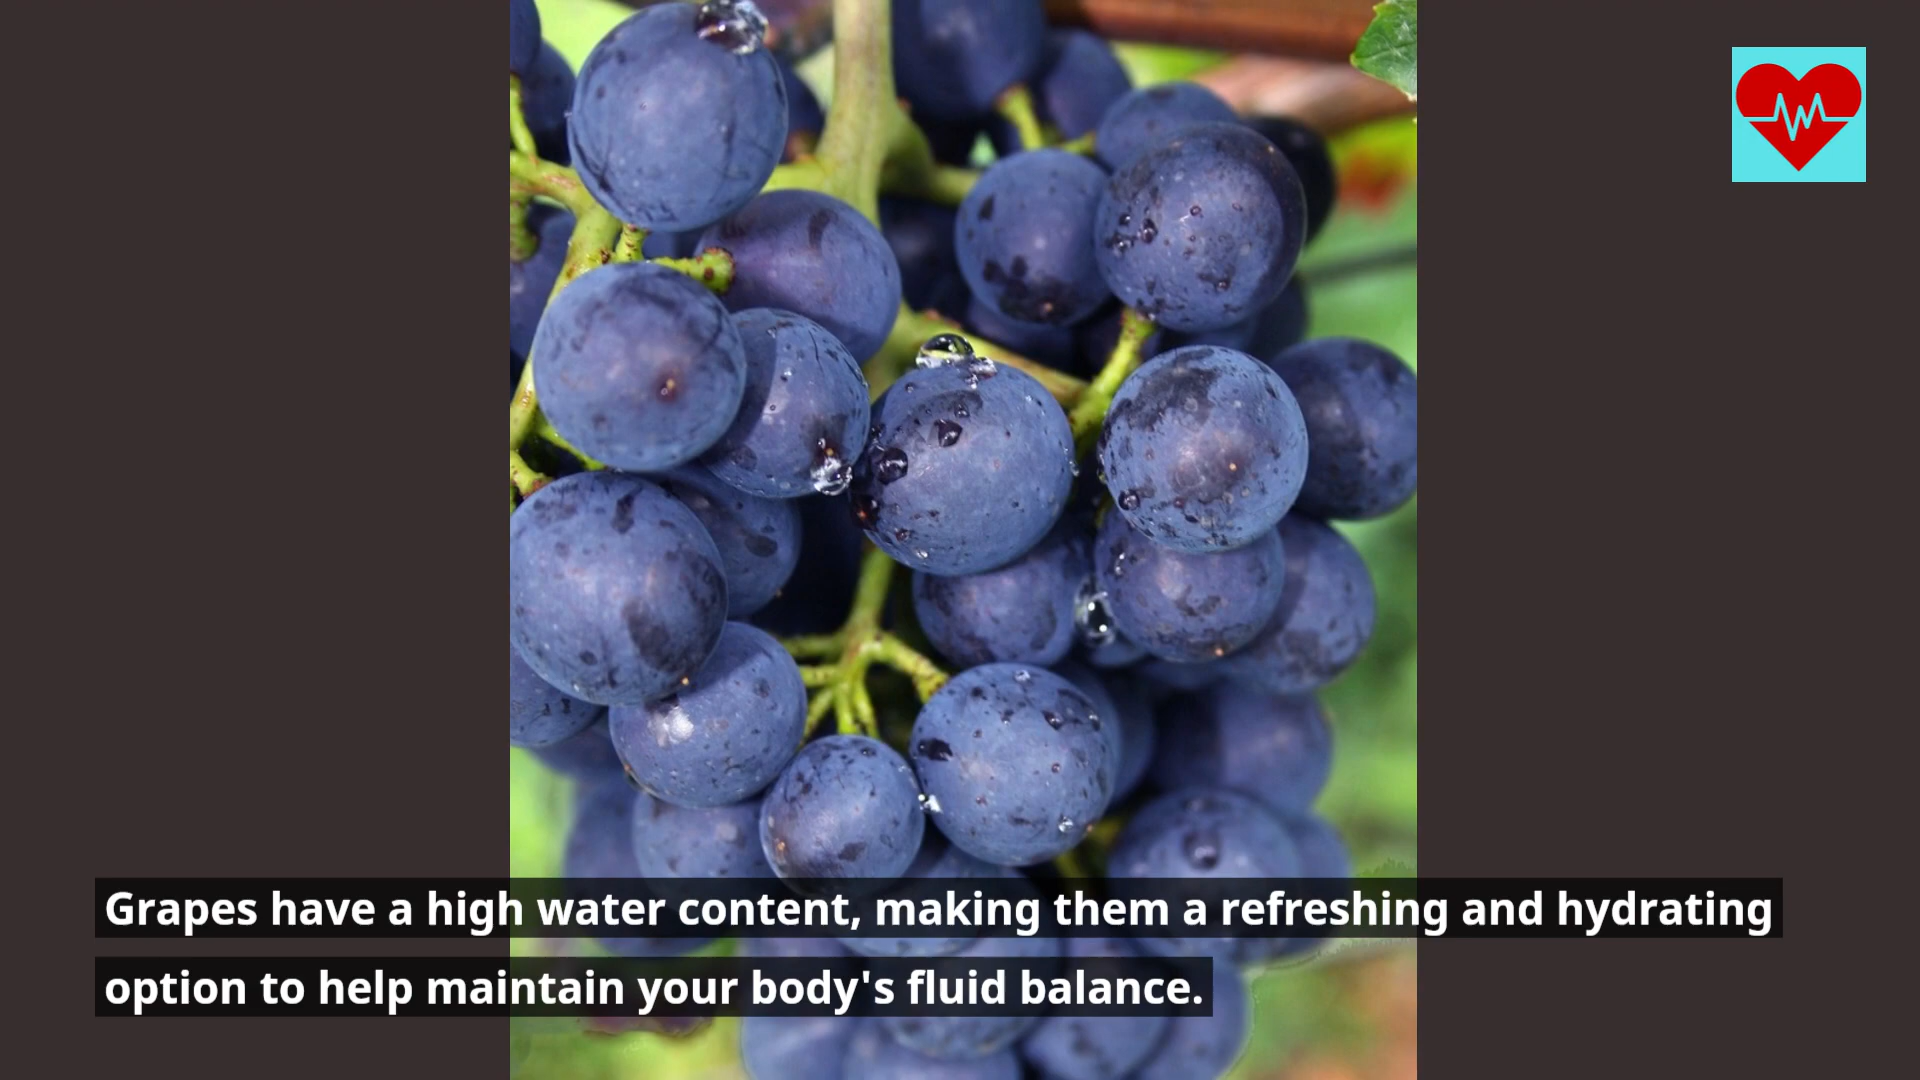 Grapes have a high water content, making them a refreshing and hydrating
option to help maintain your body's fluid balance.